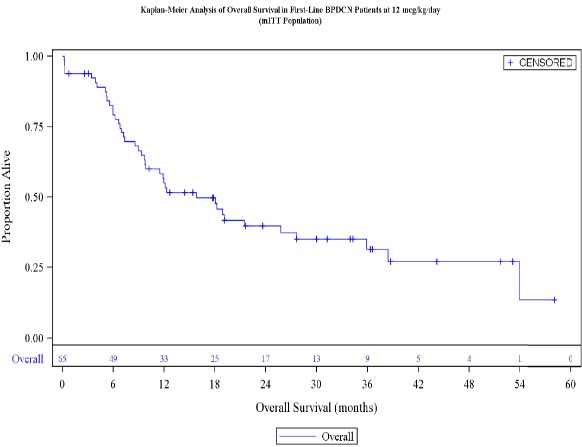 Kaplan-Meier Analysis of Overall Survival in First-Line BPDCN Patients at 12 mcg/kg/day
(mITT Population)
+ CENSORED
1.00
0.75
0.50
0.25
0.00
Proportion Alive
Overall 65 49 33 25 17 13 9 5 4 1 0
0 6 12 18 24 30 36 42 48 54 60
Overall Survival (months)
Overall